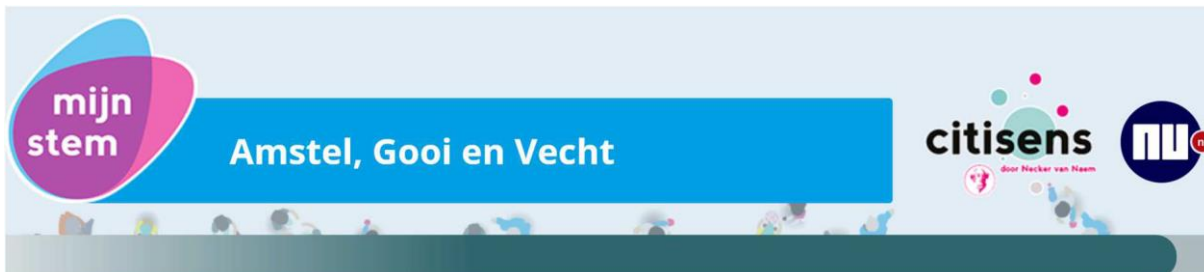 mijn
stem
Amstel, Gooi en Vecht
citisens
door Necker van Naem
NU
n